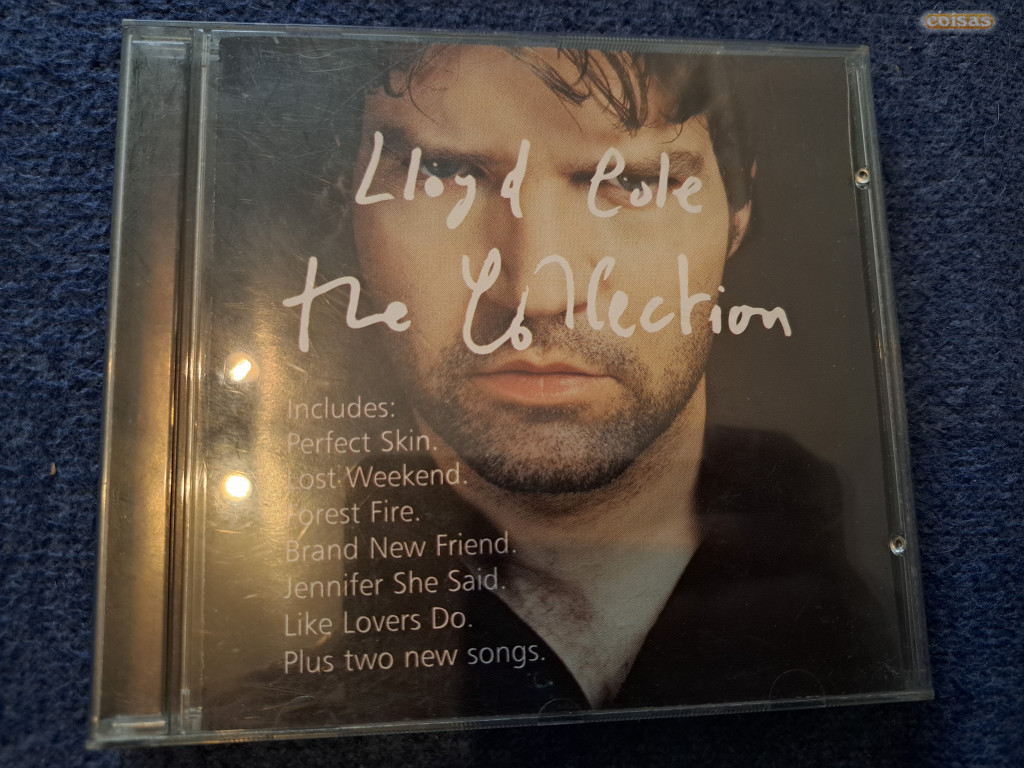 coisas
Lloyd Cole
the Collection
Includes:
Perfect Skin.
Lost Weekend.
Forest Fire.
Brand New Friend.
Jennifer She Said.
Like Lovers Do.
Plus two new songs.